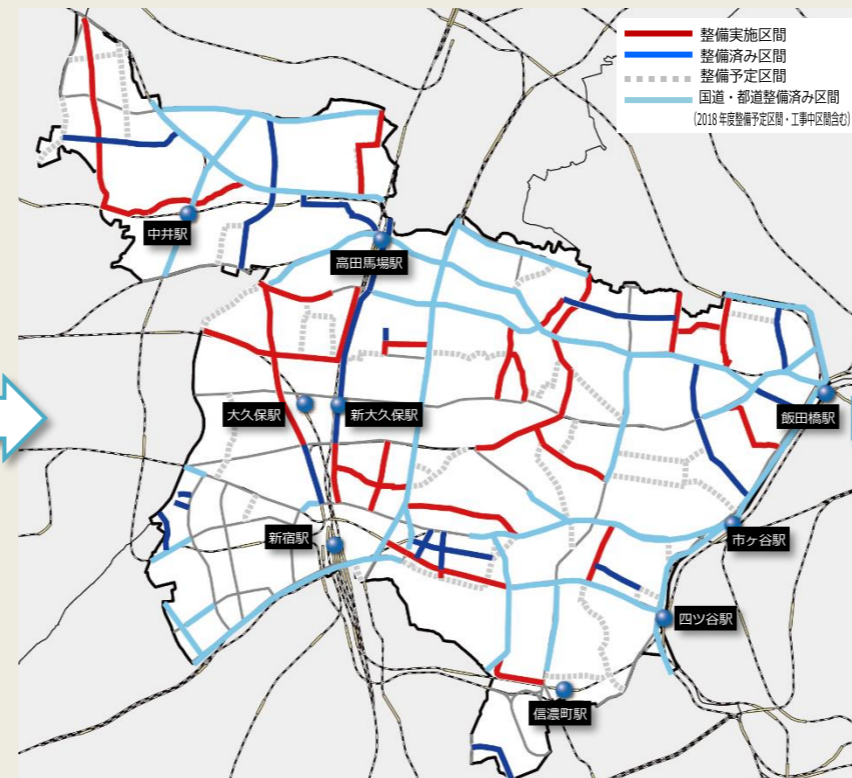 整備実施区間
整備済み区間
整備予定区間
国道・都道整備済み区間
(2018年度整備予定区間・工事中区間含む)
中井駅
高田馬場駅
大久保駅
新大久保駅
飯田橋駅
新宿駅
市ヶ谷駅
四ツ谷駅
信濃町駅